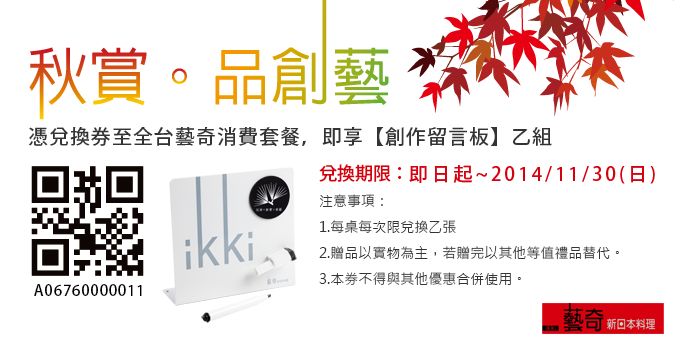 秋賞。品創藝
憑兌換券至全台藝奇消費套餐，即享【創作留言板】乙組
兌換期限：即日起~2014/11/30(日)
注意事項：
1.每桌每次限兌換乙張
2.贈品以實物為主，若贈完以其他等值禮品替代。
3.本券不得與其他優惠合併使用。
ikki
A06760000011
藝奇 新日本料理